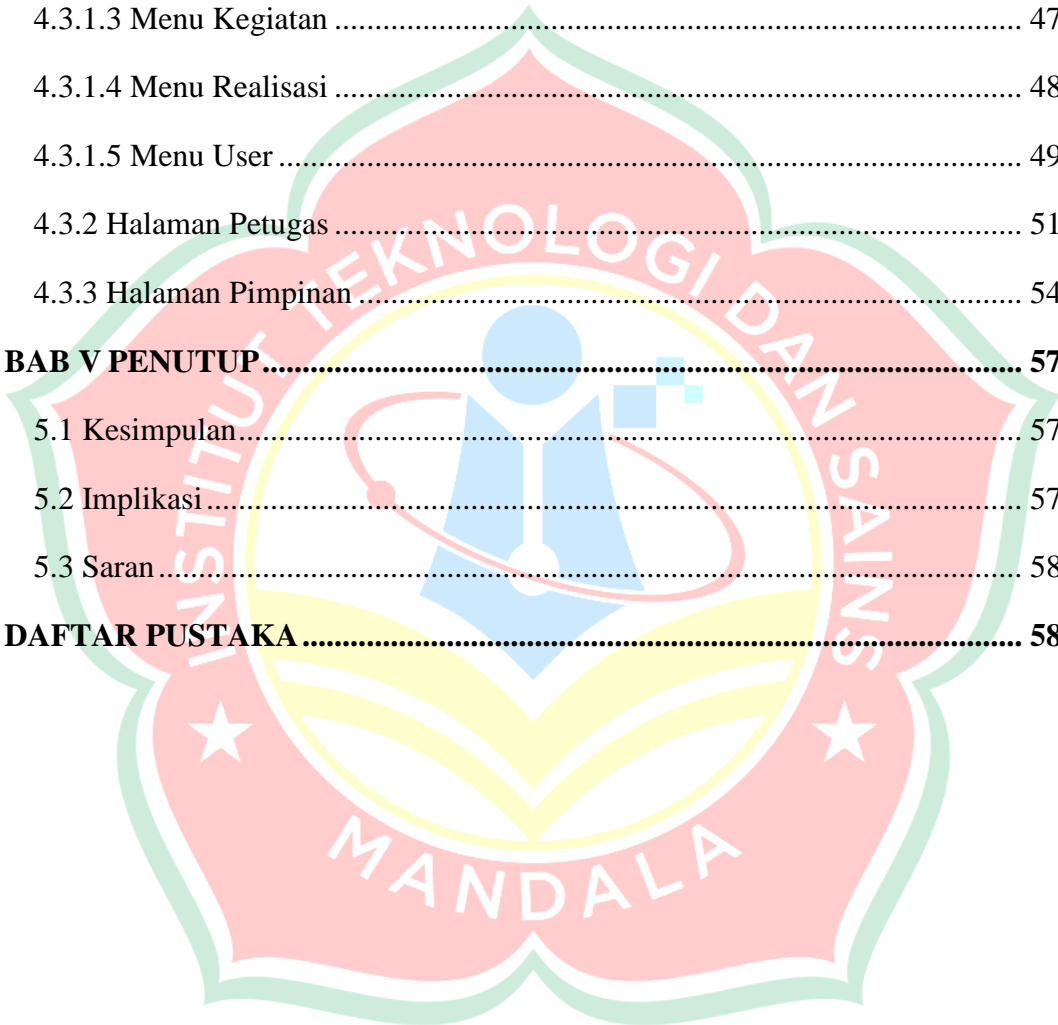 4.3.1.3 Menu Kegiatan ........................................ 47
4.3.1.4 Menu Realisasi ........................................ 48
4.3.1.5 Menu User ........................................ 49
4.3.2 Halaman Petugas ........................................ 51
4.3.3 Halaman Pimpinan ........................................ 54
BAB V PENUTUP ........................................ 57
5.1 Kesimpulan ........................................ 57
5.2 Implikasi ........................................ 57
5.3 Saran ........................................ 58
DAFTAR PUSTAKA ........................................ 58
INSTITUT TEKNOLOGI DAN SAINS
MANDALA